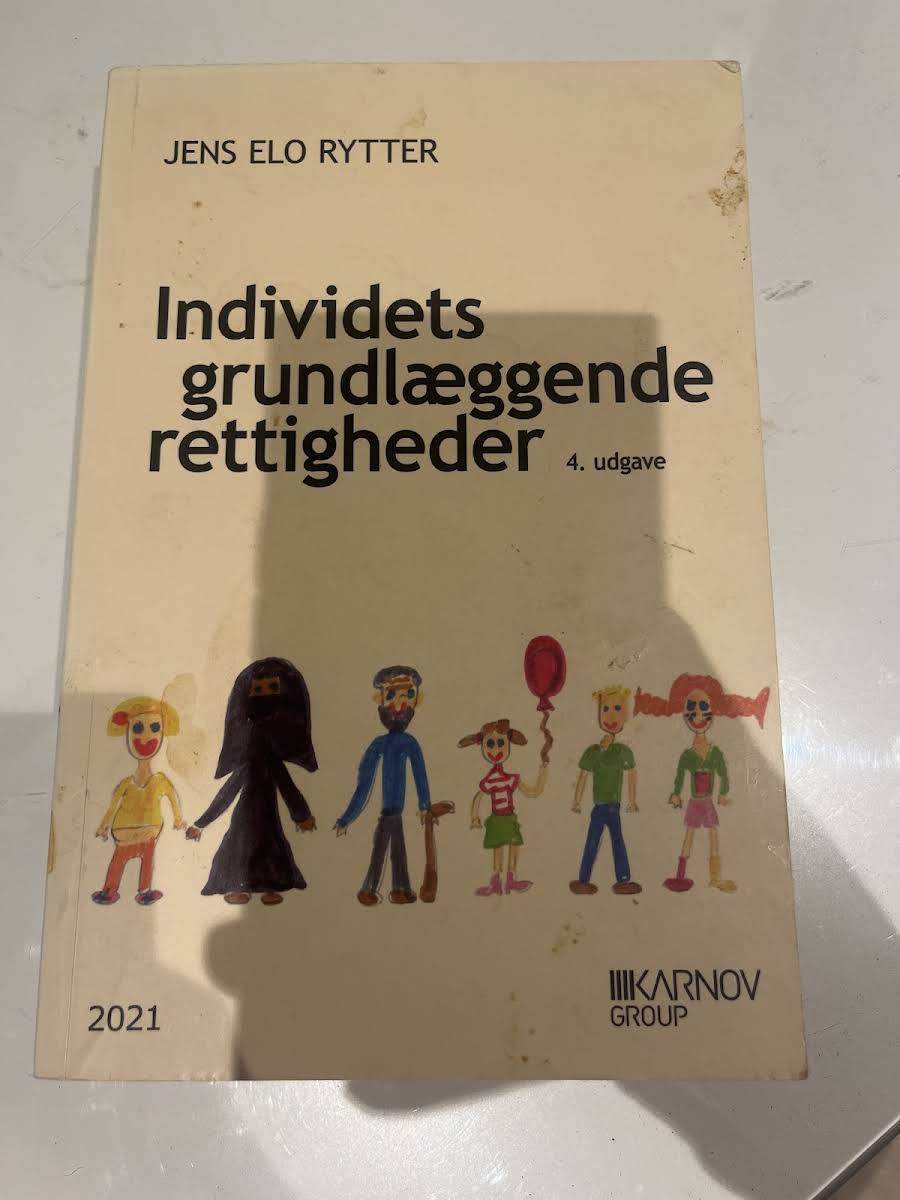 JENS ELO RYTTER
Individets
grundlæggende
rettigheder 4. udgave
2021
KARNOV
GROUP